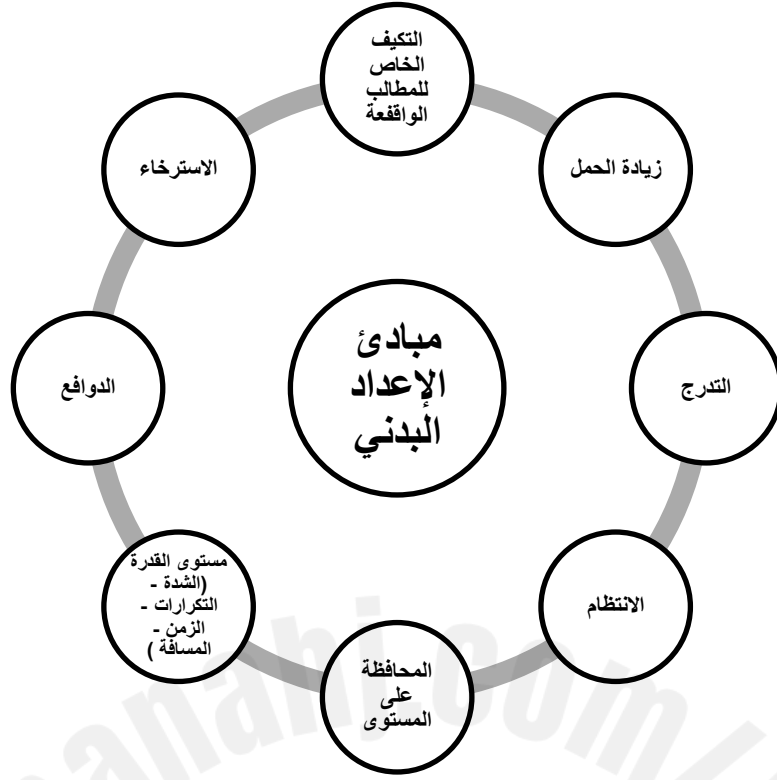 التكيف
الخاص
للمطالب
الواقفعة
زيادة الحمل
التدرج
الانتظام
المحافظة
على
المستوى
مستوى القدرة
(الشدة -
التكرارات -
الزمن -
المسافة )
الدوافع
الاسترخاء
مبادئ
الإعداد
البدني